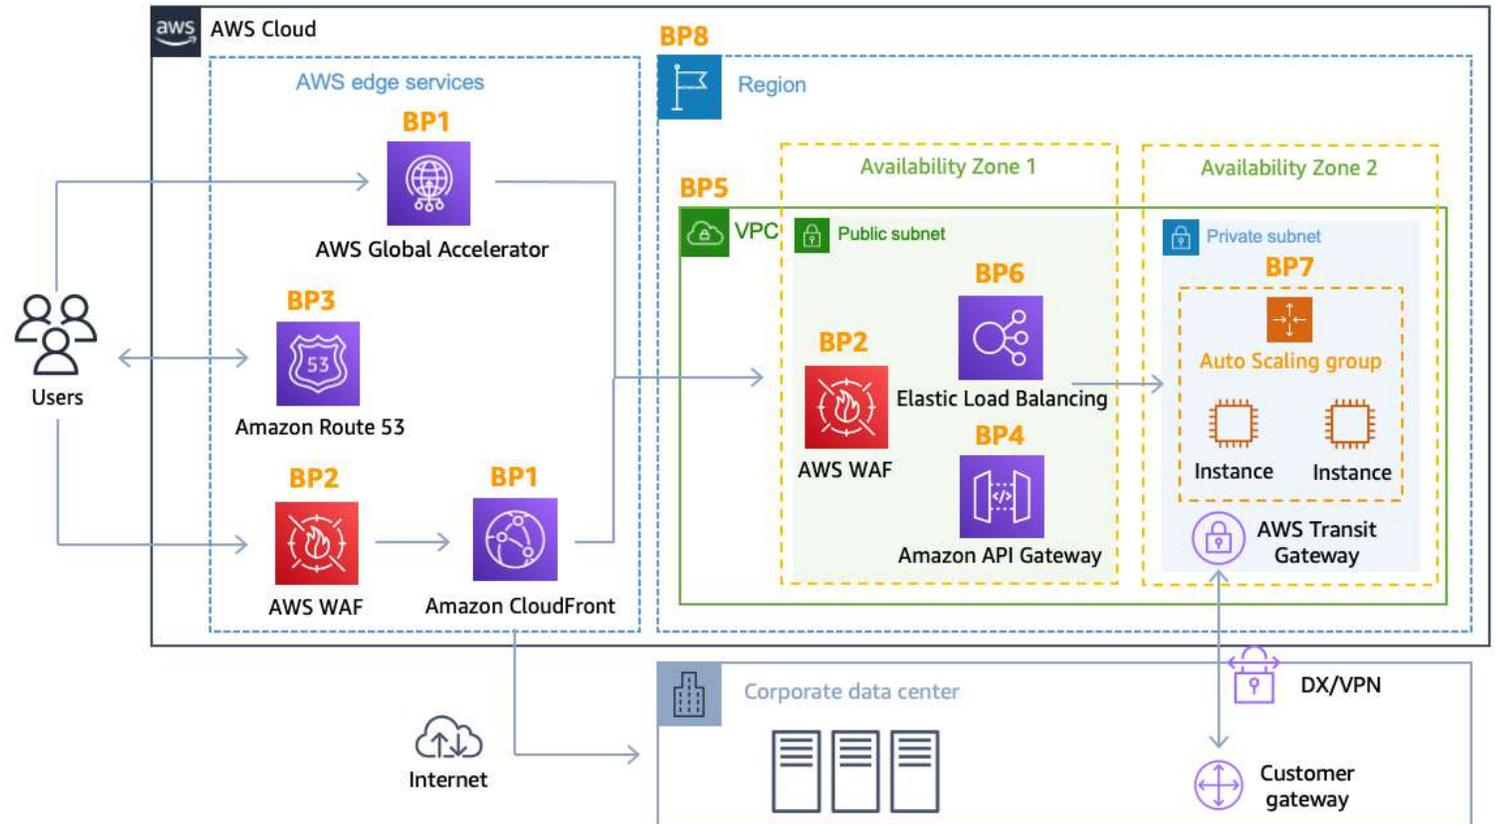 aws
AWS Cloud
BP8
AWS edge services
Region
BP1
Availability Zone 1
Availability Zone 2
BP5
VPC
Public subnet
Private subnet
AWS Global Accelerator
BP6
BP7
BP3
53
Amazon Route 53
Users
BP2
AWS WAF
Elastic Load Balancing
Auto Scaling group
BP4
</>
Amazon API Gateway
Instance
Instance
AWS Transit
Gateway
BP2
AWS WAF
BP1
Amazon CloudFront
Corporate data center
DX/VPN
Internet
Customer
gateway